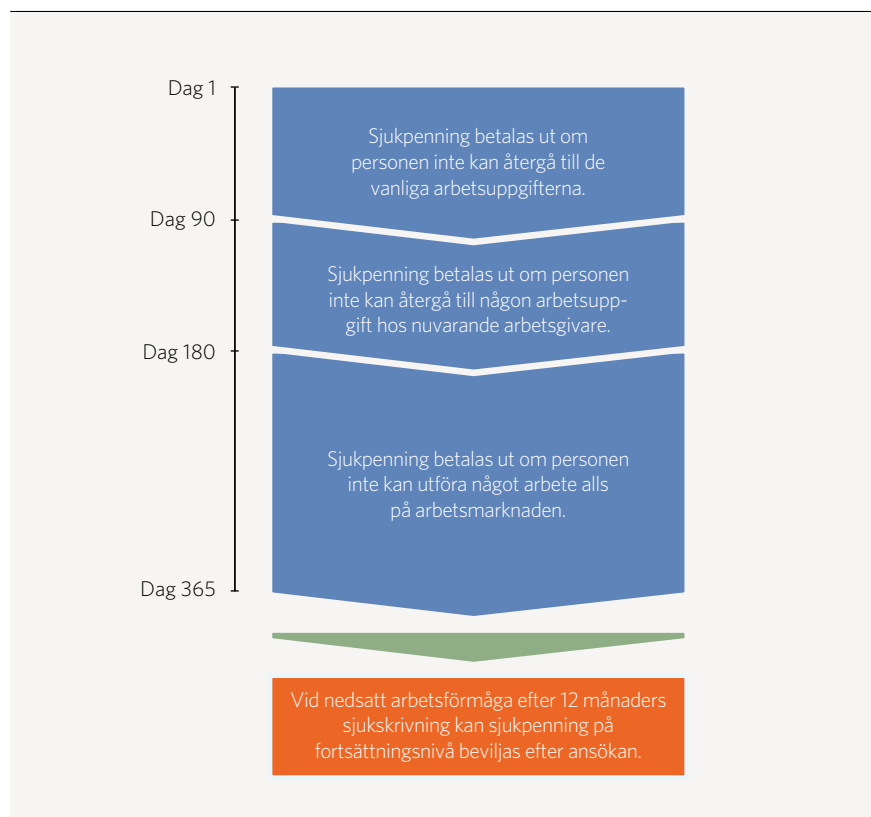 Dag 1
Sjukpenning betalas ut om
personen inte kan återgå till de
vanliga arbetsuppgifterna.
Dag 90
Sjukpenning betalas ut om personen
inte kan återgå till någon arbetsupp-
gift hos nuvarande arbetsgivare.
Dag 180
Sjukpenning betalas ut om personen
inte kan utföra något arbete alls
på arbetsmarknaden.
Dag 365
Vid nedsatt arbetsförmåga efter 12 månaders
sjukskrivning kan sjukpenning på
fortsättningsnivå beviljas efter ansökan.